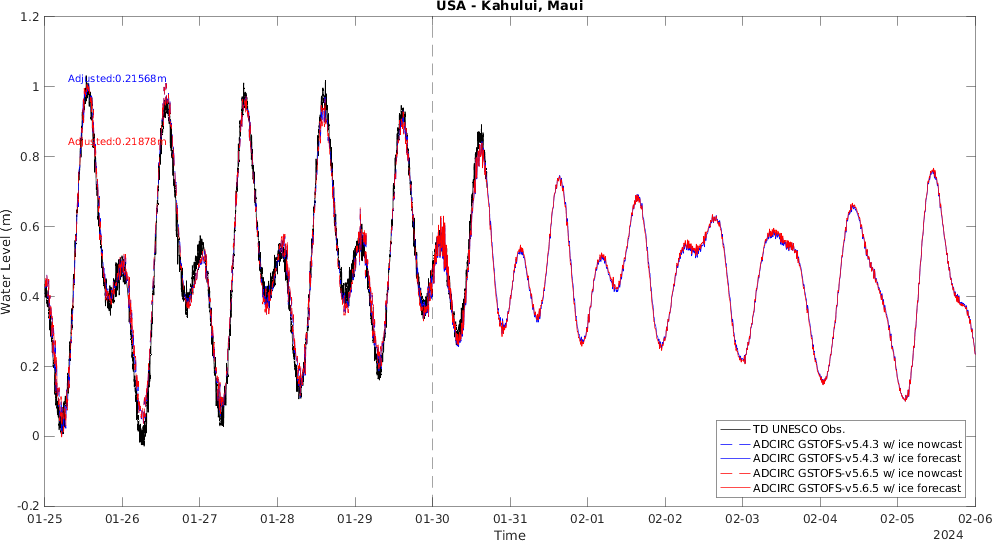 USA - Kahului, Maui
1.2
1
0.8
0.6
0.4
0.2
0
-0.2
Water Level (m)
Adjusted:0.21568m
Adjusted:0.21878m
TD UNESCO Obs.
ADCIRC GSTOFS-v5.4.3 w/ ice nowcast
ADCIRC GSTOFS-v5.4.3 w/ ice forecast
ADCIRC GSTOFS-v5.6.5 w/ ice nowcast
ADCIRC GSTOFS-v5.6.5 w/ ice forecast
01-25 01-26 01-27 01-28 01-29 01-30 01-31 02-01 02-02 02-03 02-04 02-05 02-06
Time
2024